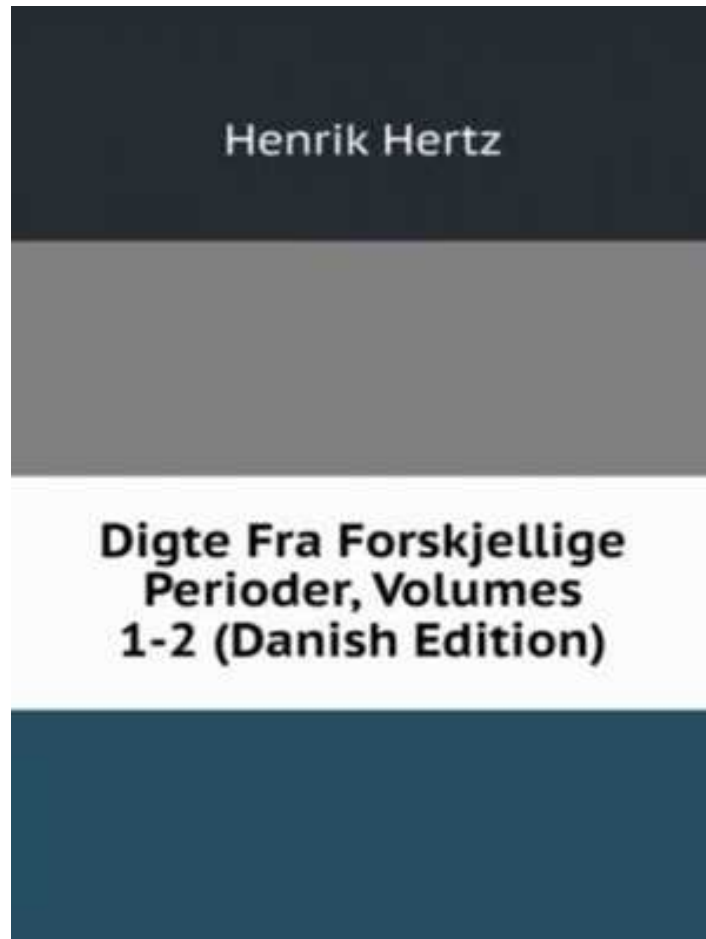 Henrik Hertz
Digte Fra Forskjellige
Perioder, Volumes
1-2 (Danish Edition)